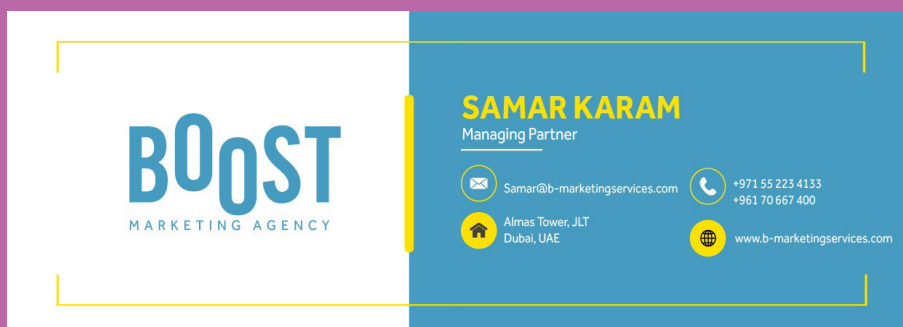 BOOST
MARKETING AGENCY
SAMAR KARAM
Managing Partner
Samar@b-marketingservices.com
Almas Tower, JLT
Dubai, UAE
+971 55 223 4133
+961 70 667 400
www.b-marketingservices.com